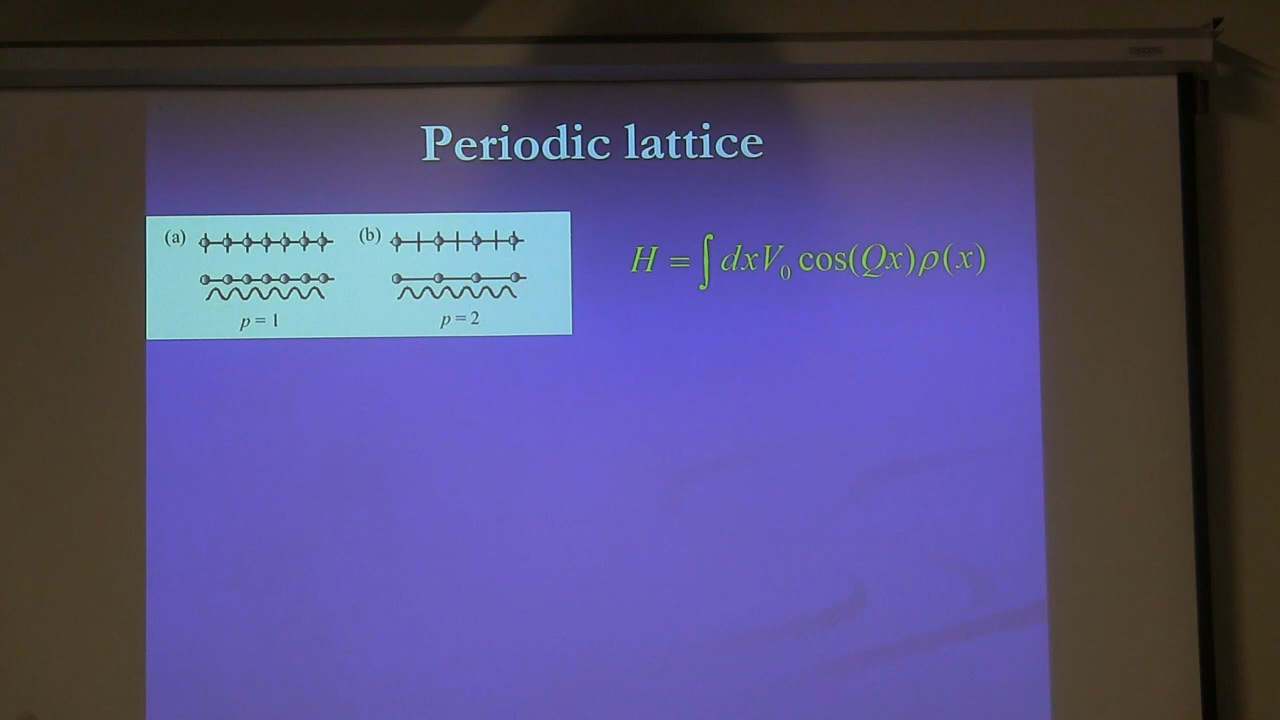 Periodic lattice
(a) (b)
p = 1 p = 2
H = ∫ dxV₀ cos(Qx)ρ(x)